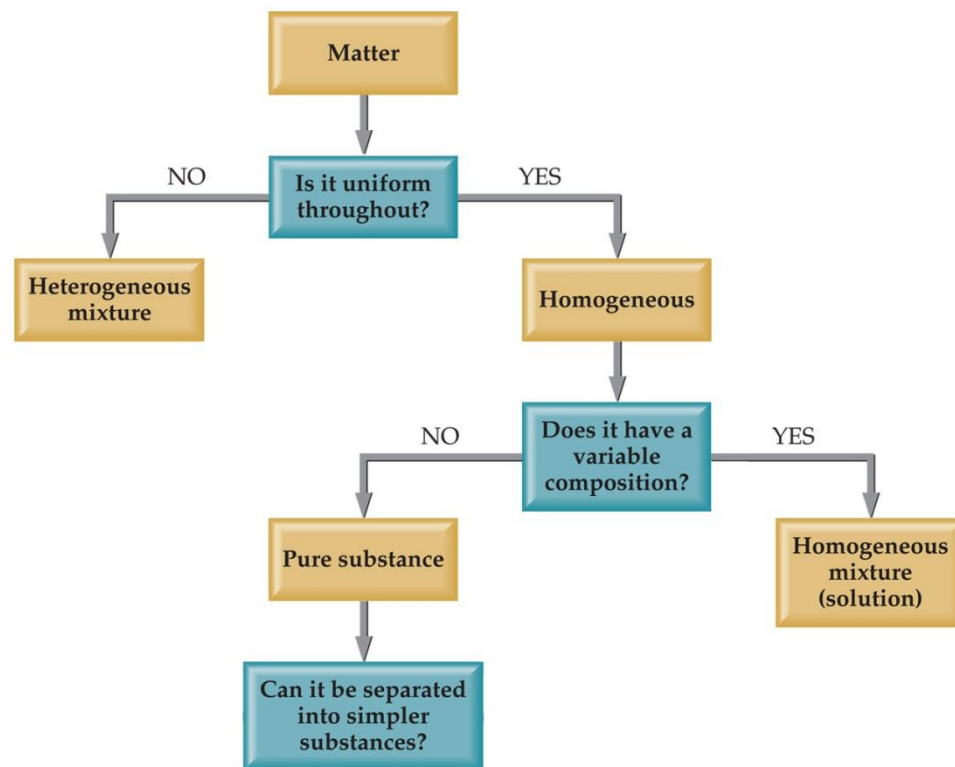 Matter
NO
Is it uniform
throughout?
YES
Heterogeneous
mixture
Homogeneous
NO
Does it have a
variable
composition?
YES
Pure substance
Homogeneous
mixture
(solution)
Can it be separated
into simpler
substances?